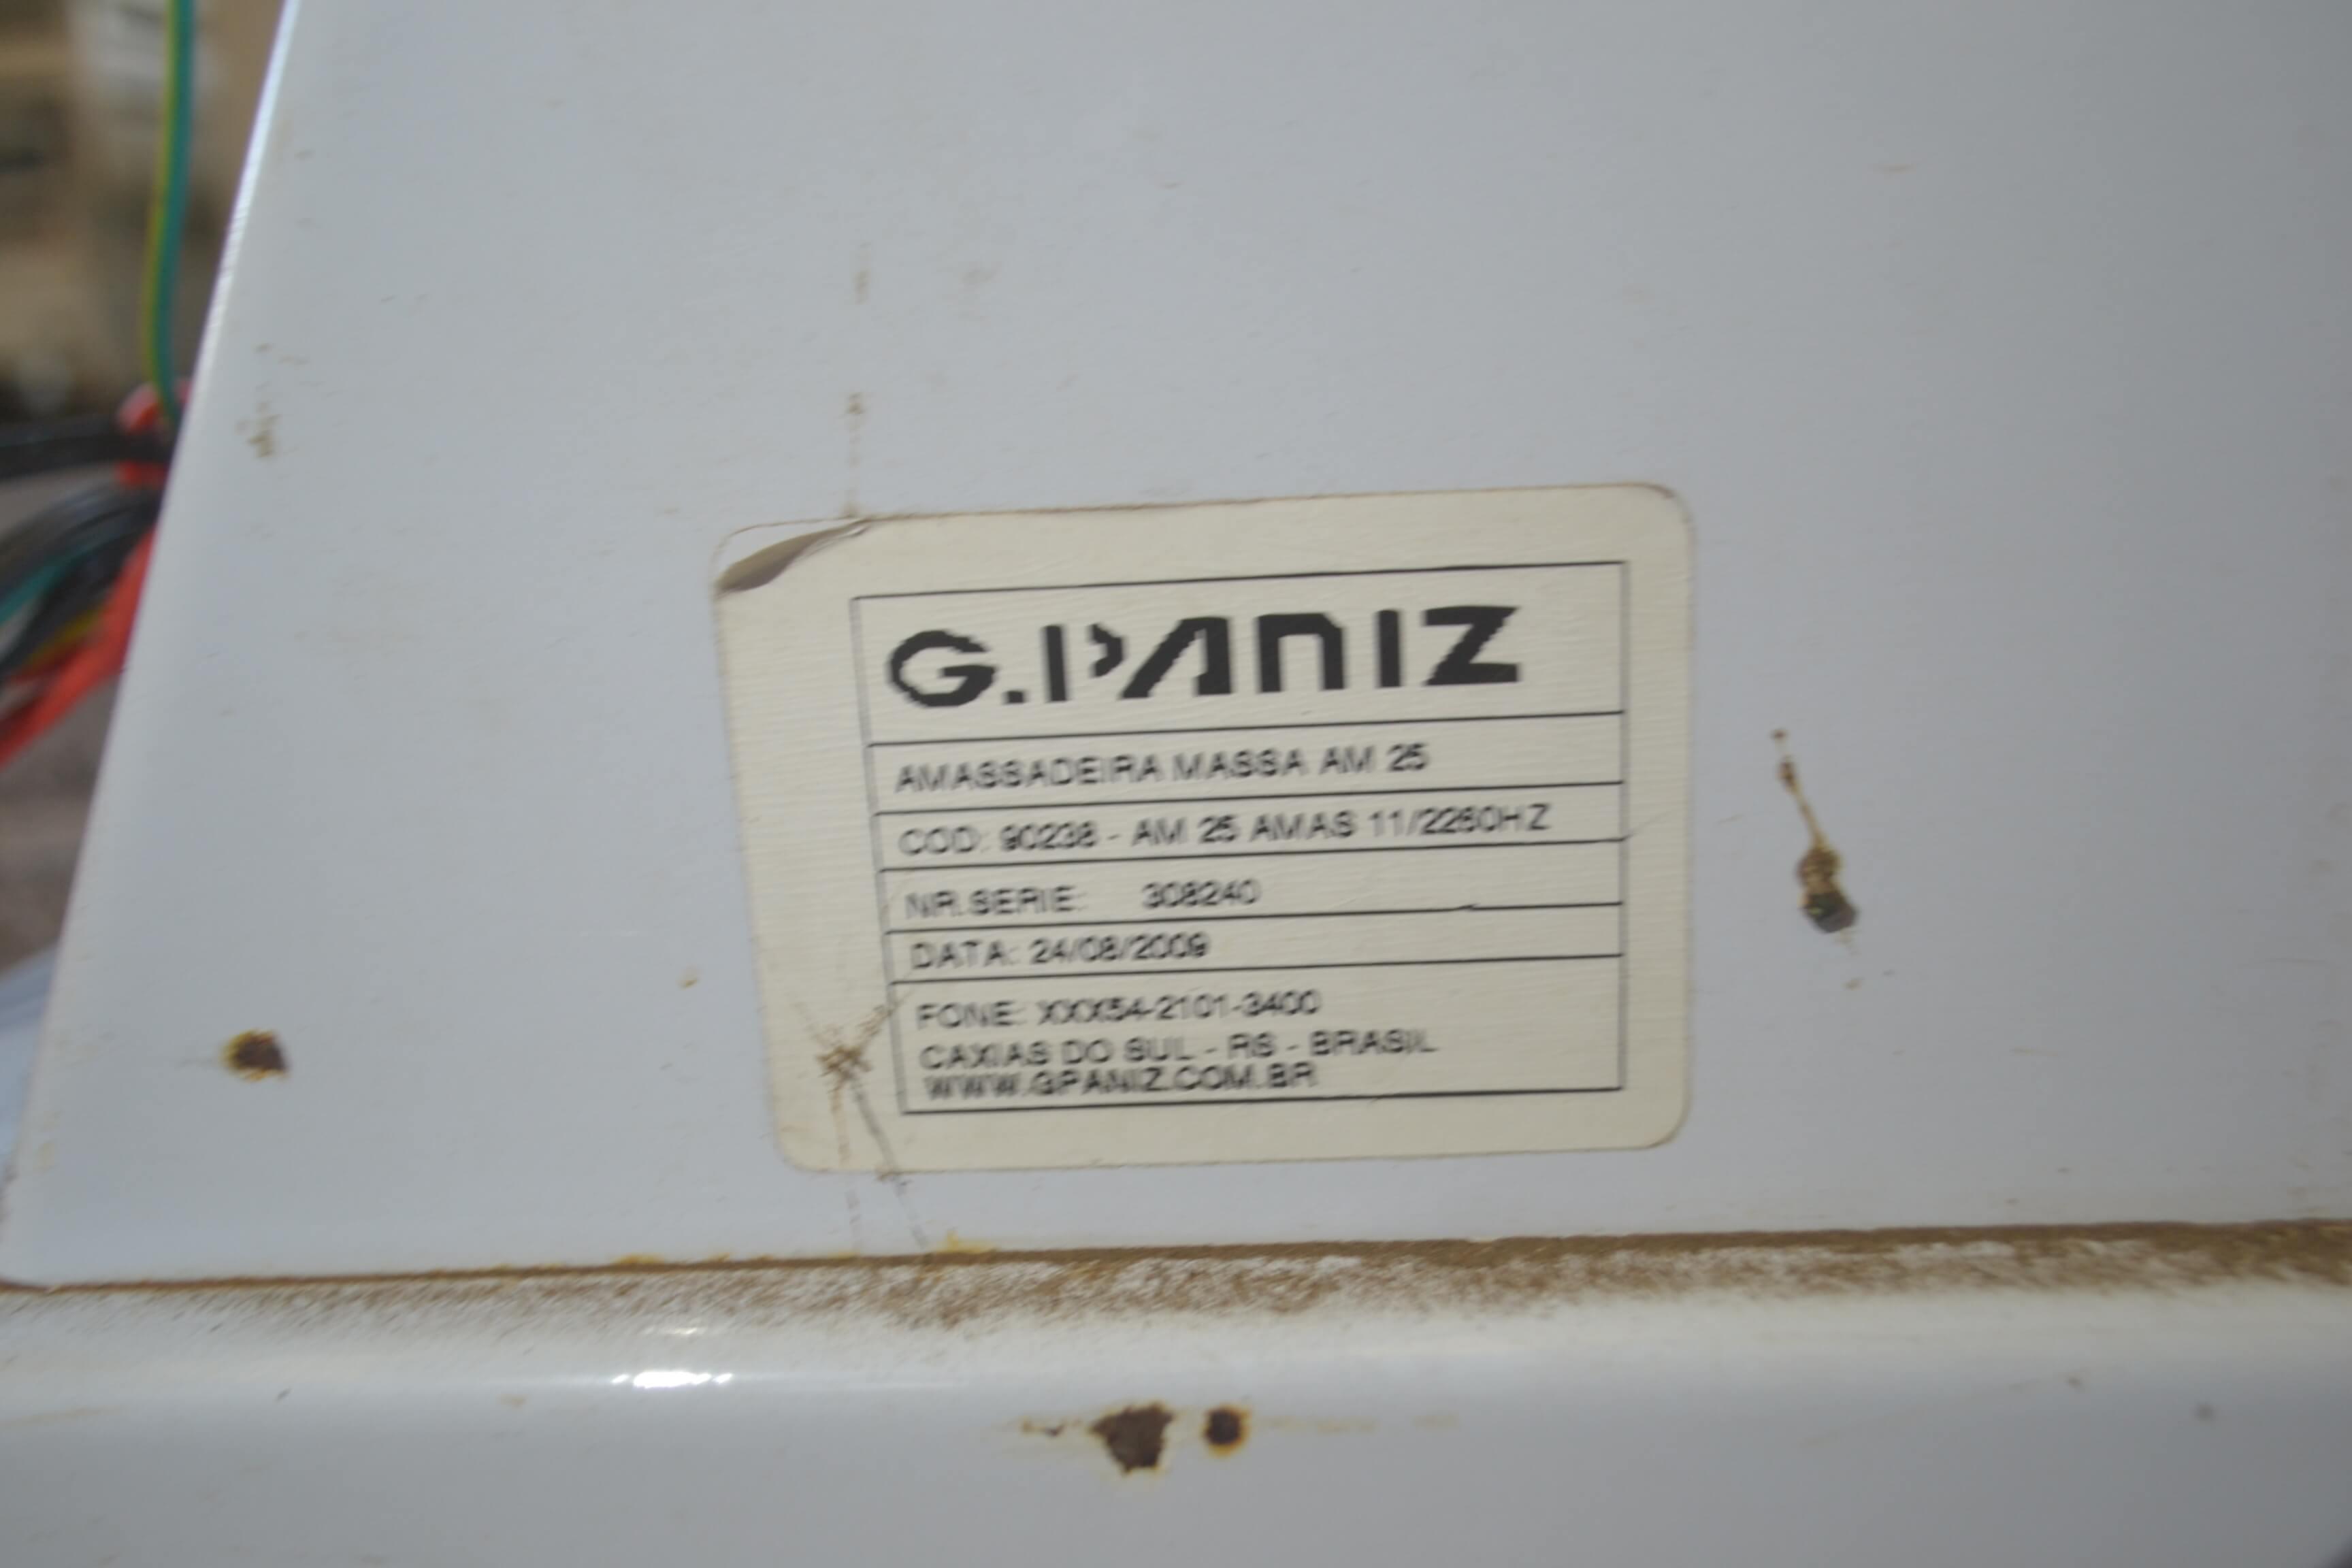 G.PANIZ
AMASSADEIRA MASSA AM 25
COD: 90238 - AM 25 AMAS 11/2260HZ
NR.SERIE: 308240
DATA: 24/08/2009
FONE: XXX54-2101-3400
CAXIAS DO SUL - RS - BRASIL
WWW.GPANIZ.COM.BR